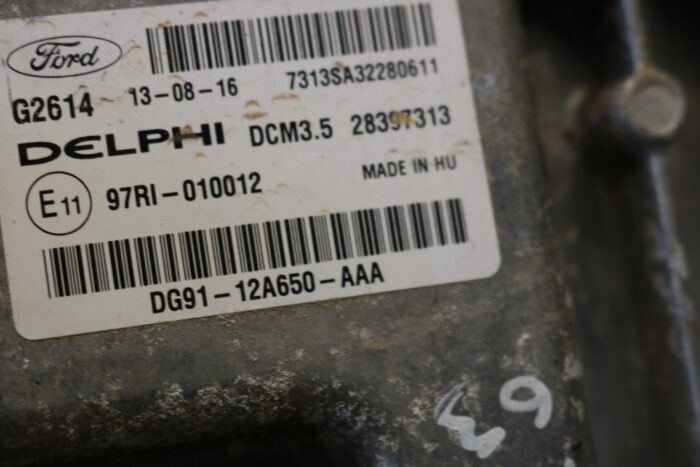 Ford
7313SA32280611
G2614 13-08-16
DELPHI DCM3.5 28397313
E11 97RI-010012 MADE IN HU
DG91-12A650-AAA